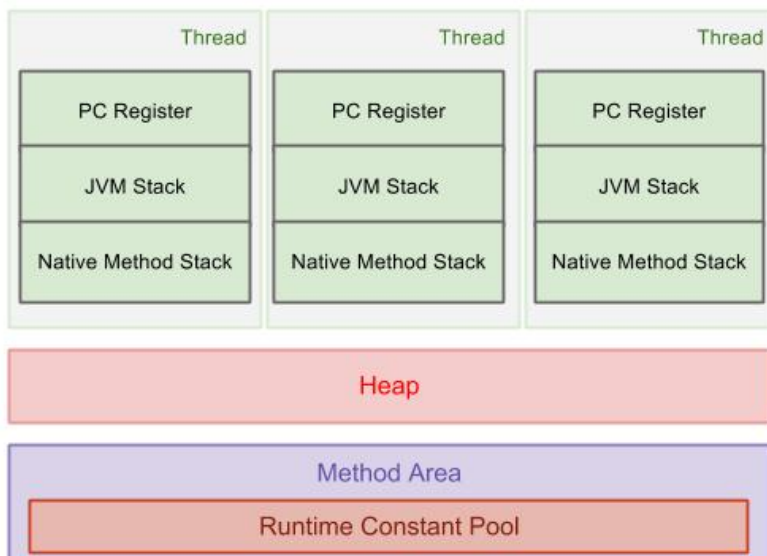 Thread
Thread
Thread
PC Register
PC Register
PC Register
JVM Stack
JVM Stack
JVM Stack
Native Method Stack
Native Method Stack
Native Method Stack
Heap
Method Area
Runtime Constant Pool